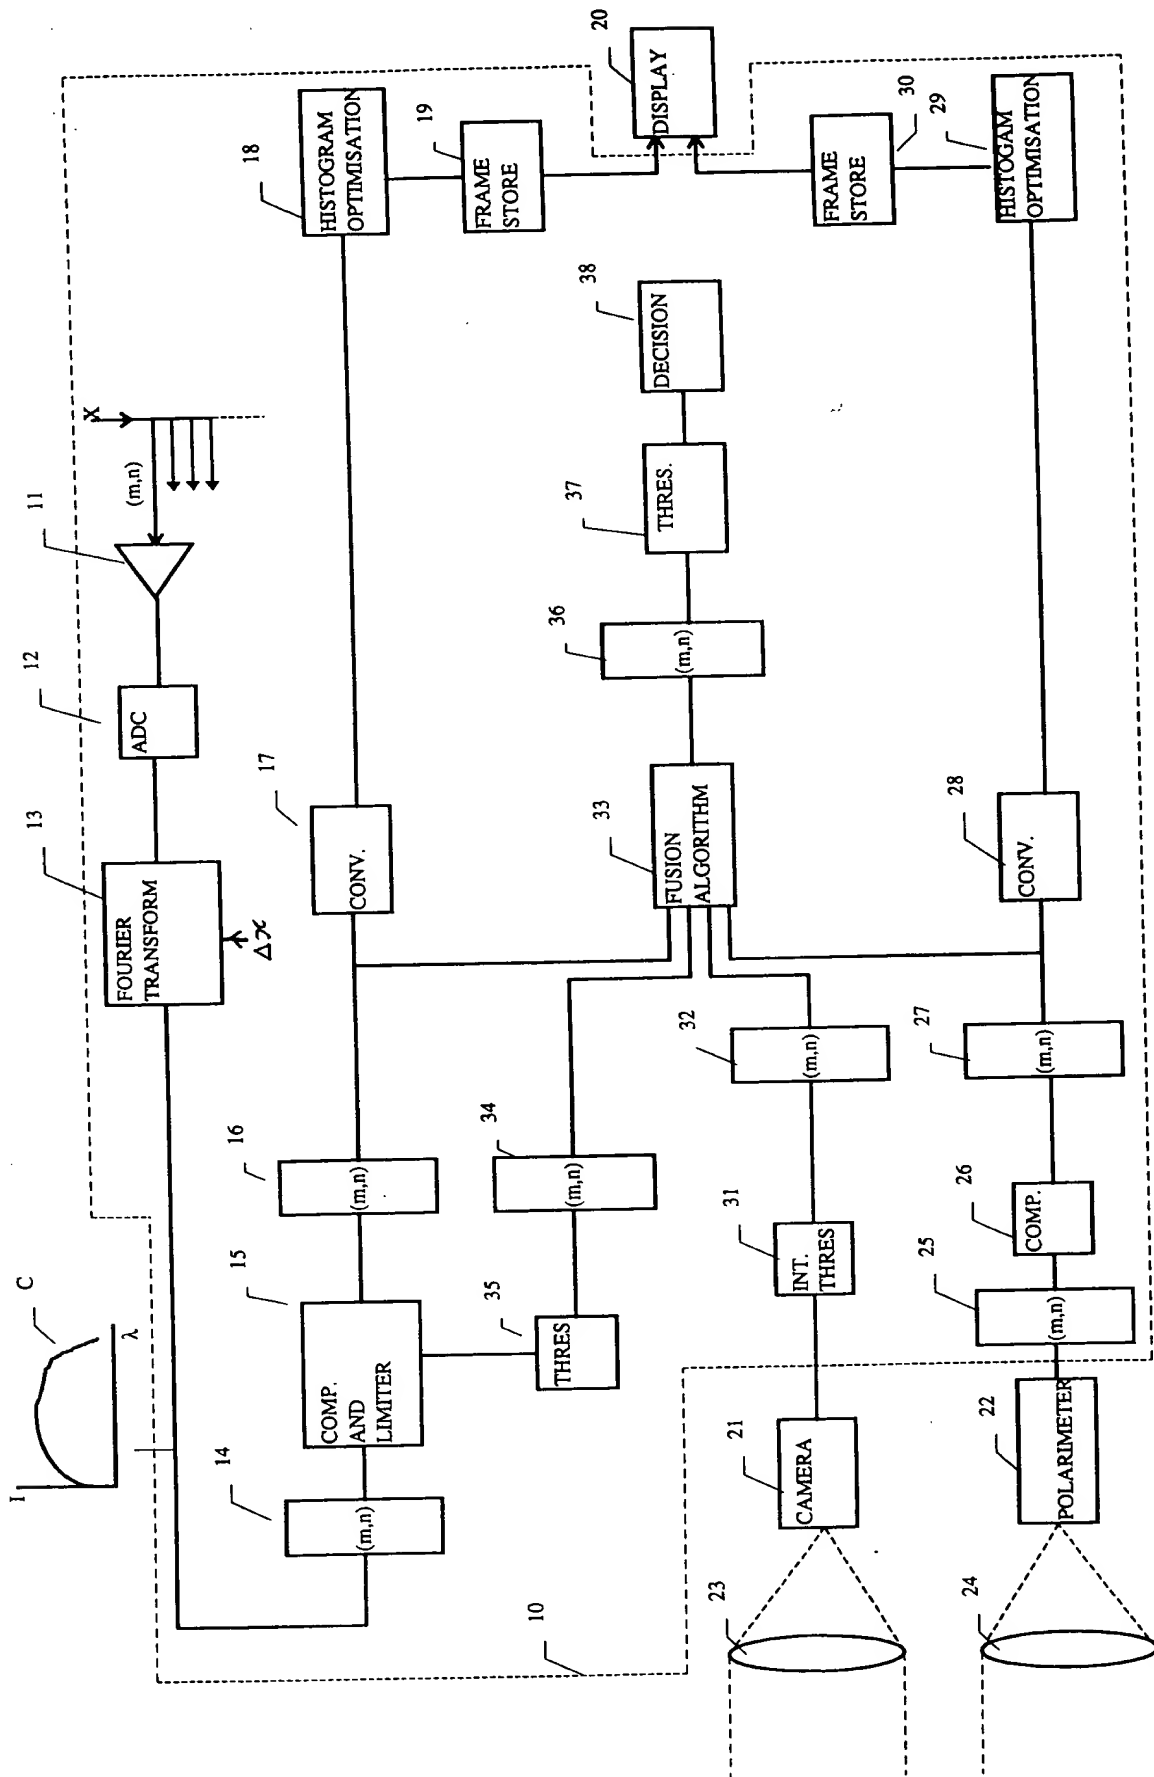 I
C
λ
13
FOURIER
TRANSFORM
Δx
12
ADC
11
(m,n)
X
14
(m,n)
15
COMP.
AND
LIMITER
16
(m,n)
17
CONV.
18
HISTOGRAM
OPTIMISATION
19
FRAME
STORE
20
DISPLAY
35
THRES
34
(m,n)
10
33
FUSION
ALGORITHM
36
(m,n)
37
THRES.
38
DECISION
23
21
CAMERA
31
INT.
THRES
32
(m,n)
24
22
POLARIMETER
25
(m,n)
26
COMP.
27
(m,n)
28
CONV.
30
FRAME
STORE
29
HISTOGAM
OPTIMISATION